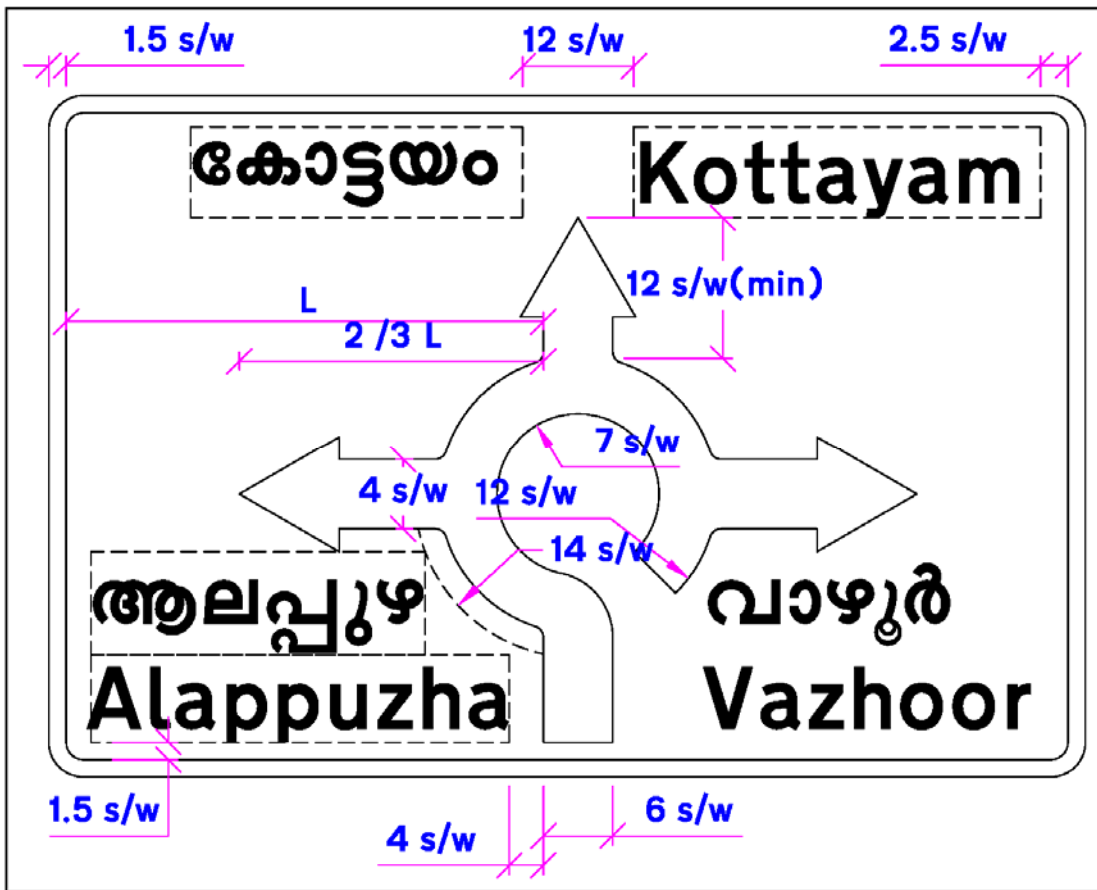 1.5 s/w 12 s/w 2.5 s/w
കോട്ടയം Kottayam
12 s/w(min)
L
2 /3 L
7 s/w
4 s/w 12 s/w
14 s/w
ആലപ്പുഴ വാഴൂർ
Alappuzha Vazhoor
1.5 s/w 6 s/w
4 s/w